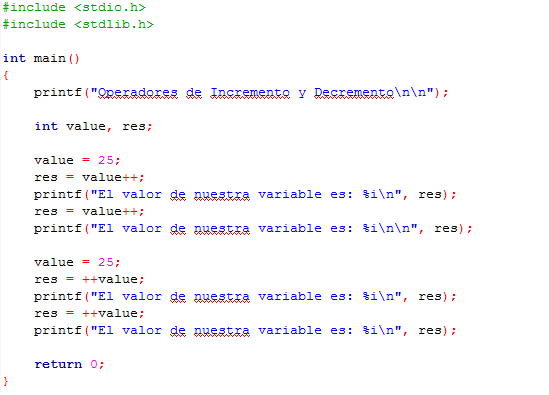 #include <stdio.h>
#include <stdlib.h>
int main()
{
printf("Operadores de Incremento y Decremento\n\n");
int value, res;
value = 25;
res = value++;
printf("El valor de nuestra variable es: %i\n", res);
res = value++;
printf("El valor de nuestra variable es: %i\n\n", res);
value = 25;
res = ++value;
printf("El valor de nuestra variable es: %i\n", res);
res = ++value;
printf("El valor de nuestra variable es: %i\n", res);
return 0;
}